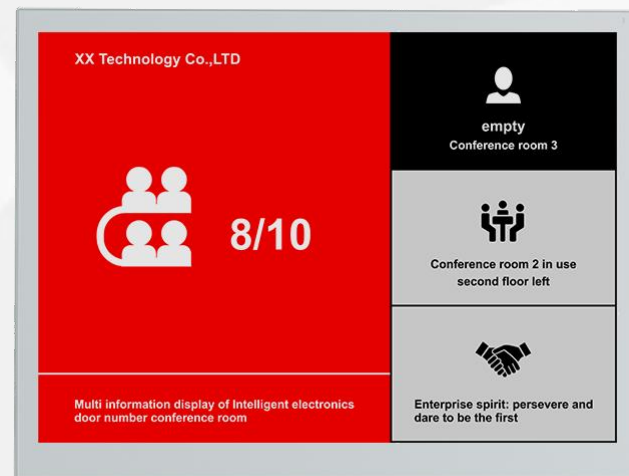 XX Technology Co.,LTD
8/10
Multi information display of Intelligent electronics
door number conference room
empty
Conference room 3
Conference room 2 in use
second floor left
Enterprise spirit: persevere and
dare to be the first